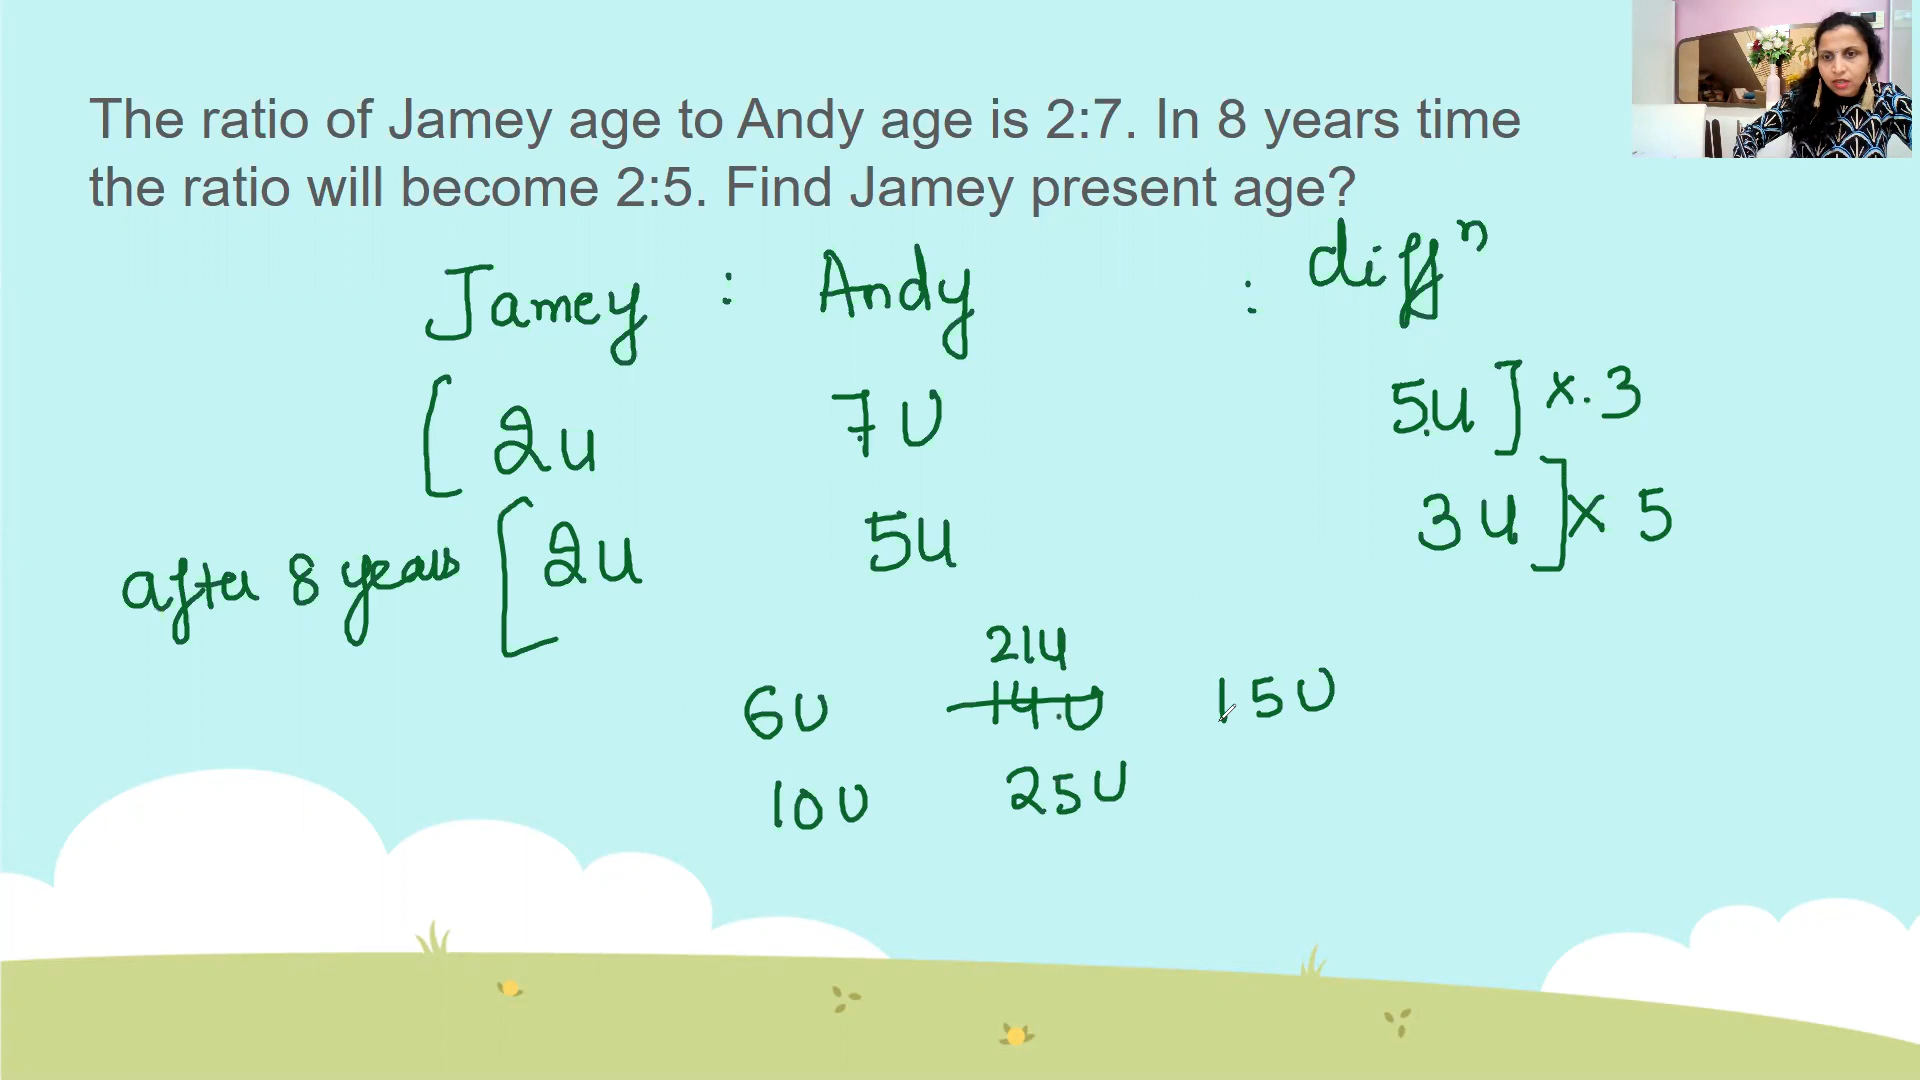 The ratio of Jamey age to Andy age is 2:7. In 8 years time
the ratio will become 2:5. Find Jamey present age?
Jamey : Andy : diffⁿ
[ 2u 7U 5u ] x 3
after 8 years [ 2u 5u 3u ] x 5
21u
6U 14U 15U
10U 25U